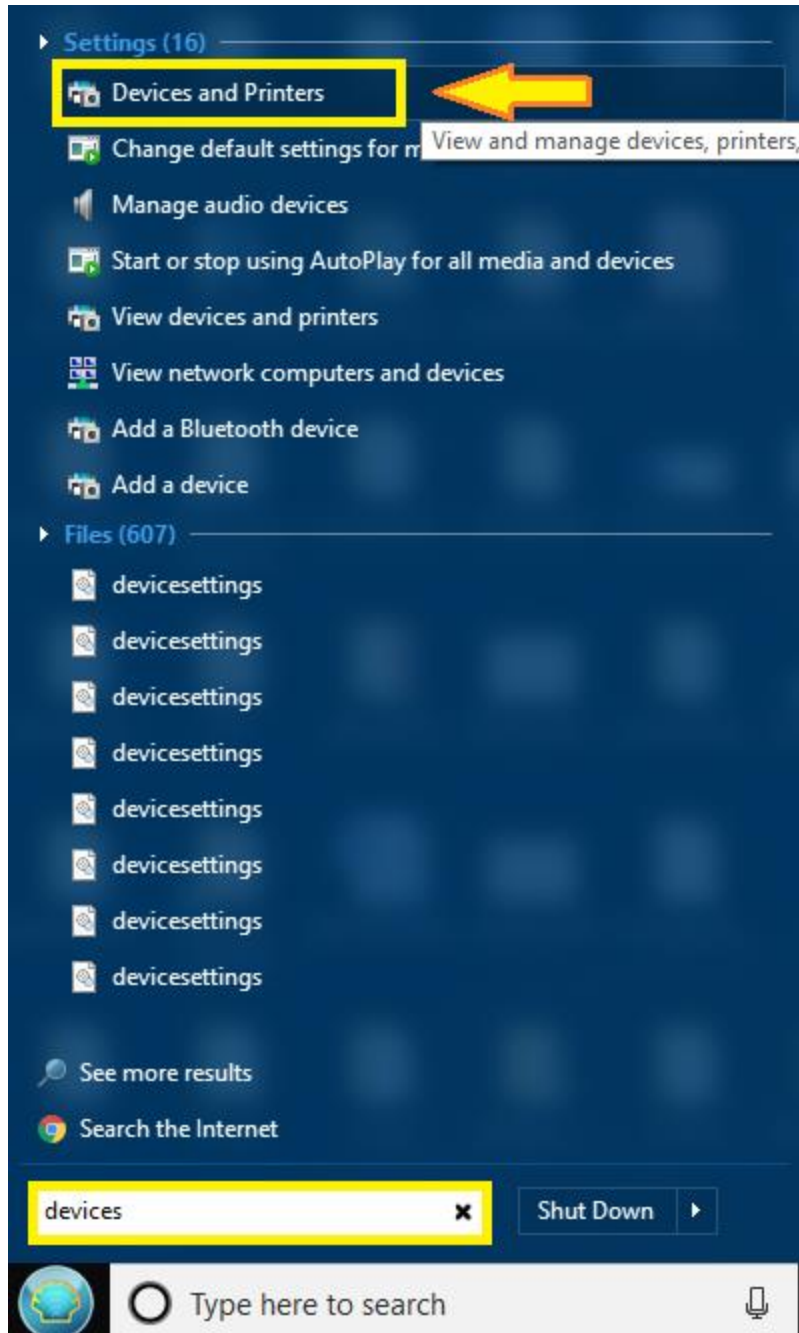 Settings (16)
Devices and Printers
Change default settings for m
View and manage devices, printers,
Manage audio devices
Start or stop using AutoPlay for all media and devices
View devices and printers
View network computers and devices
Add a Bluetooth device
Add a device
Files (607)
devicesettings
devicesettings
devicesettings
devicesettings
devicesettings
devicesettings
devicesettings
devicesettings
See more results
Search the Internet
devices
Shut Down
Type here to search